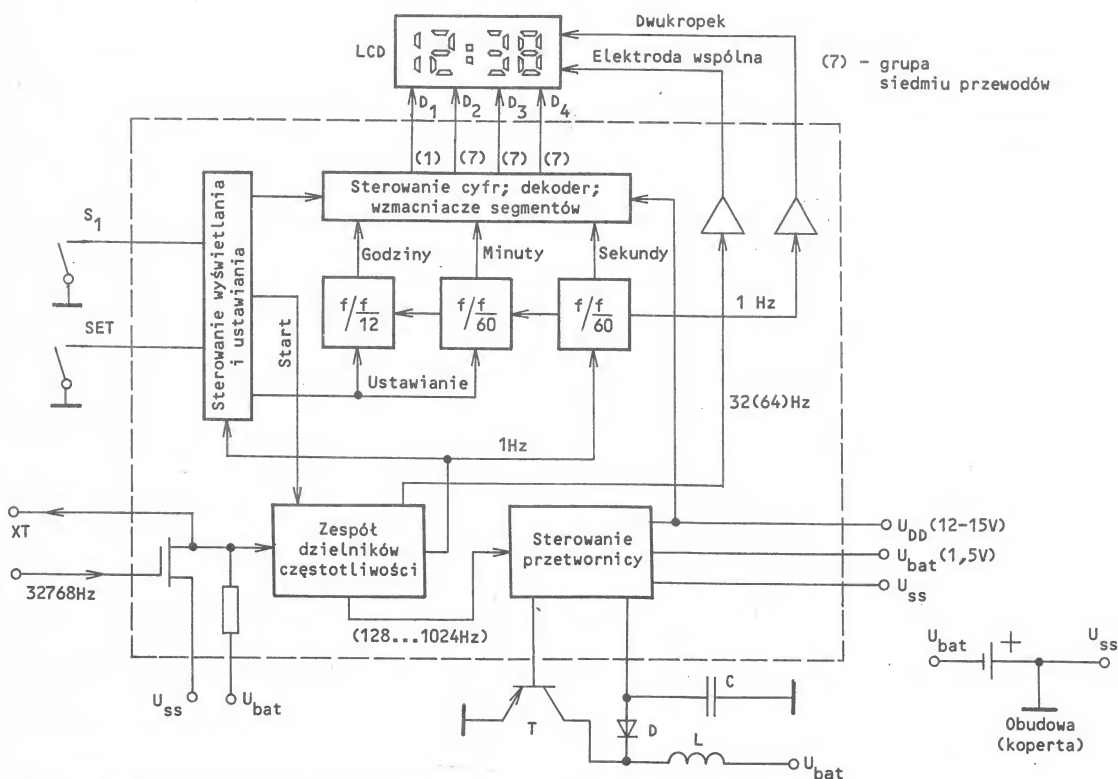 Dwukropek
LCD
12:38
Elektroda wspólna
(7) - grupa
siedmiu przewodów
D1 D2 D3 D4
(1) (7) (7) (7)
Sterowanie cyfr; dekoder;
wzmacniacze segmentów
S1
SET
Sterowanie wyświetlania
i ustawiania
Godziny
Minuty
Sekundy
f/f/12
f/f/60
f/f/60
1 Hz
Start
Ustawianie
32(64)Hz
1Hz
XT
32768Hz
Zespół
dzielników
częstotliwości
Sterowanie
przetwornicy
UDD(12-15V)
Ubat(1,5V)
Uss
(128...1024Hz)
Uss
Ubat
T
C
D
L
Ubat
Ubat
+
Uss
Obudowa
(koperta)